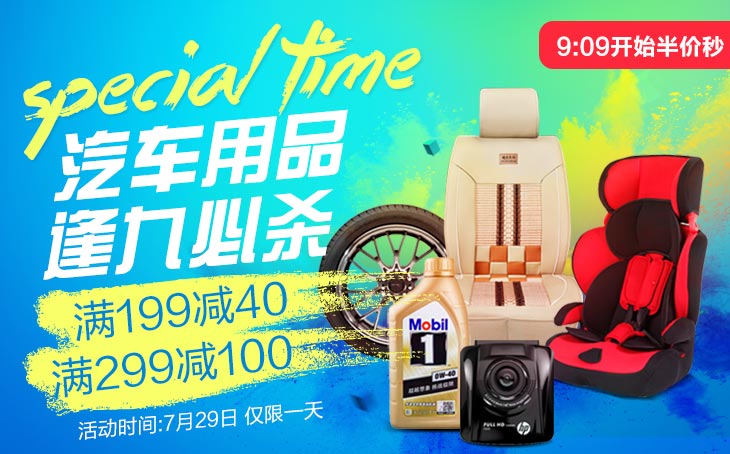 special time
9:09开始半价秒
汽车用品
逢九必杀
满199减40
满299减100
活动时间:7月29日 仅限一天
Mobil
1
0W-40
FULL HD
hp